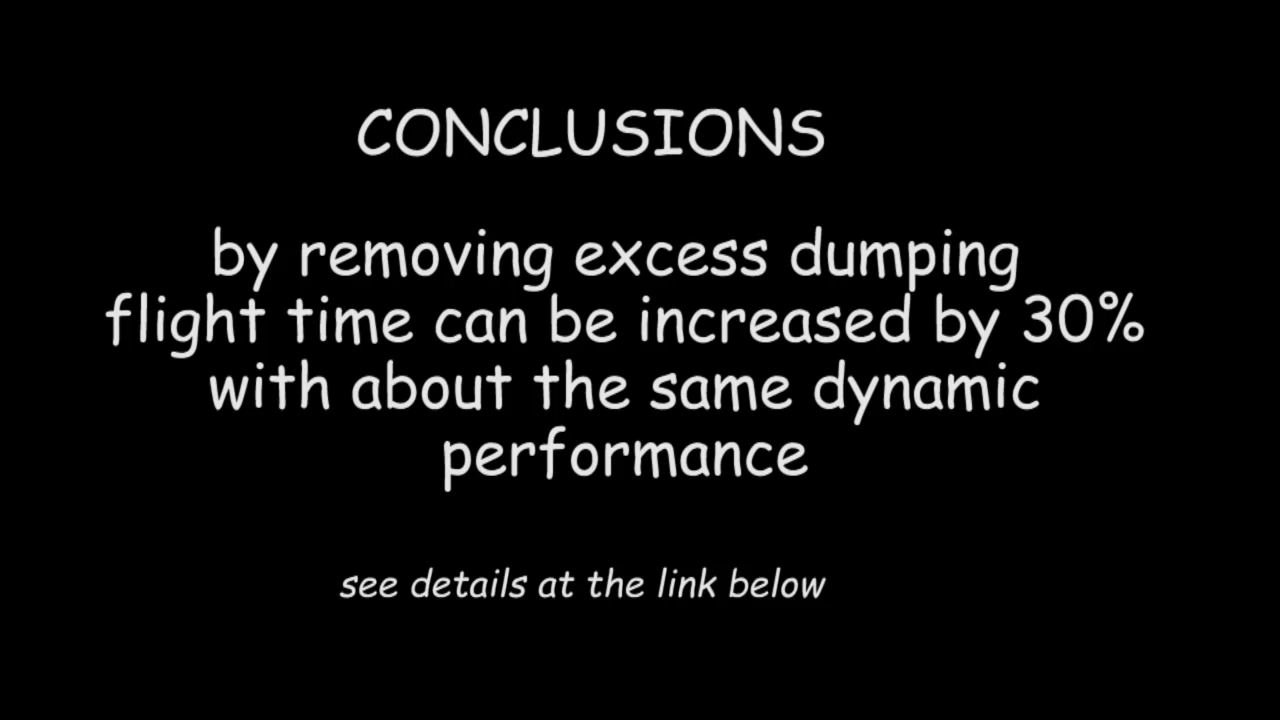 CONCLUSIONS
by removing excess dumping
flight time can be increased by 30%
with about the same dynamic
performance
see details at the link below